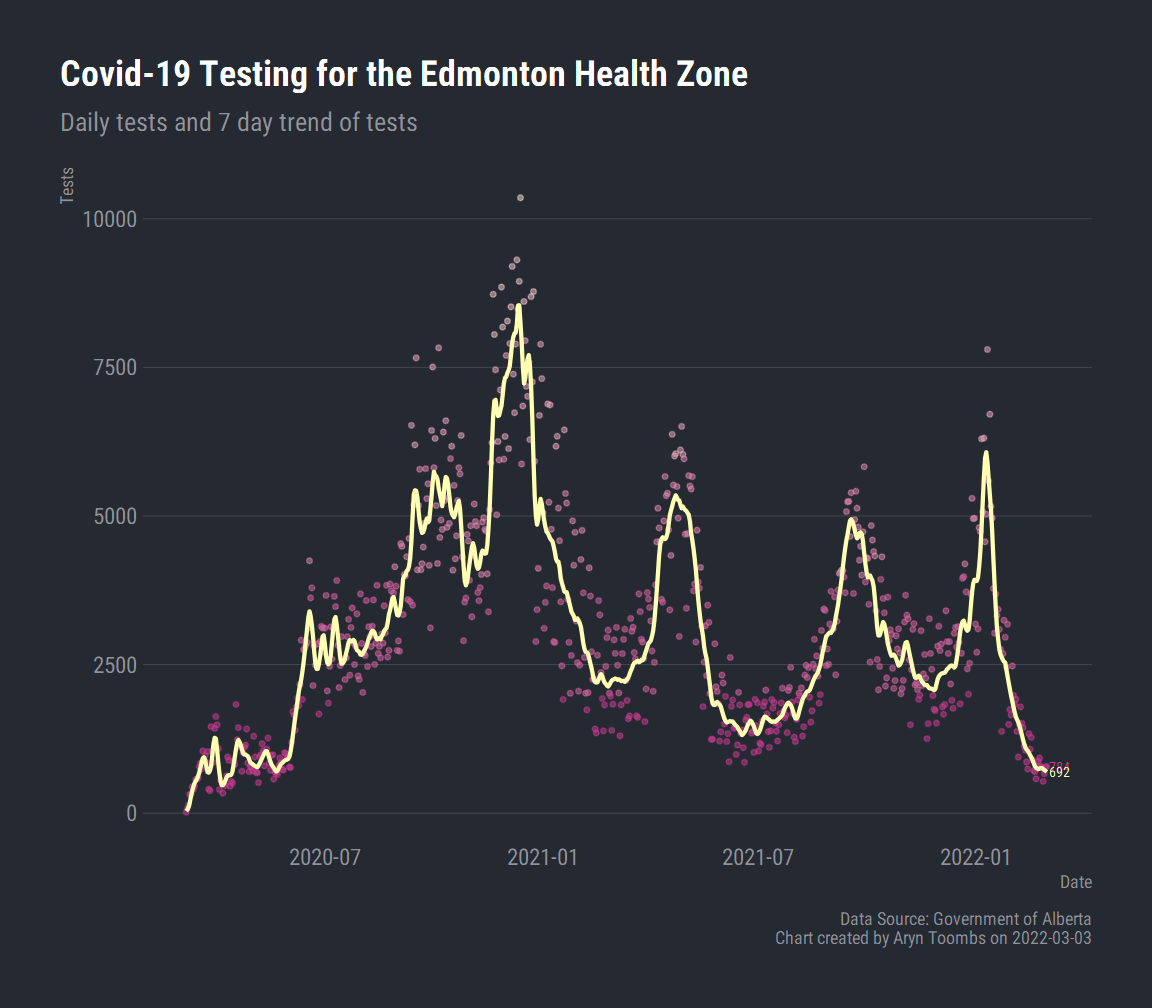 Covid-19 Testing for the Edmonton Health Zone
Daily tests and 7 day trend of tests
Tests
10000
7500
5000
2500
0
692
2020-07
2021-01
2021-07
2022-01
Date
Data Source: Government of Alberta
Chart created by Aryn Toombs on 2022-03-03